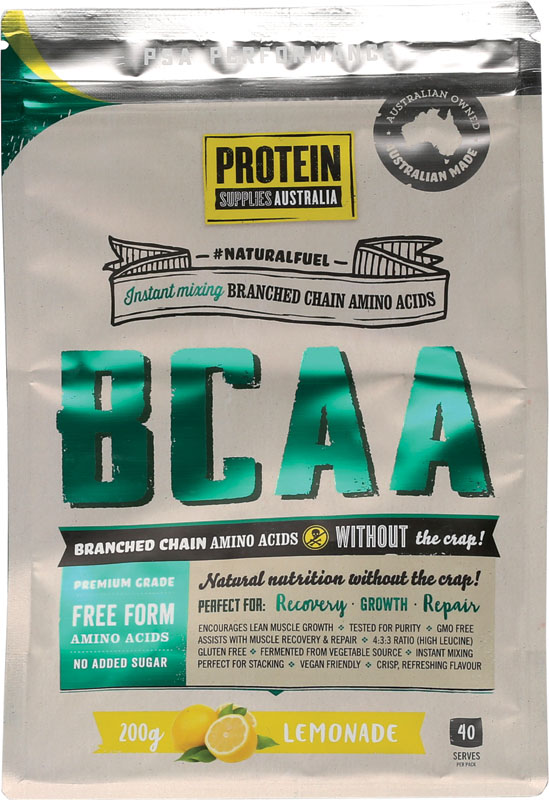 PSA PERFORMANCE
AUSTRALIAN OWNED
AUSTRALIAN MADE
PROTEIN
SUPPLIES AUSTRALIA
#NATURALFUEL
Instant mixing BRANCHED CHAIN AMINO ACIDS
BCAA
BRANCHED CHAIN AMINO ACIDS WITHOUT the crap!
PREMIUM GRADE
FREE FORM
AMINO ACIDS
NO ADDED SUGAR
Natural nutrition without the crap!
PERFECT FOR: Recovery · GROWTH · Repair
ENCOURAGES LEAN MUSCLE GROWTH · TESTED FOR PURITY · GMO FREE
ASSISTS WITH MUSCLE RECOVERY & REPAIR · 4:3:3 RATIO (HIGH LEUCINE)
GLUTEN FREE · FERMENTED FROM VEGETABLE SOURCE · INSTANT MIXING
PERFECT FOR STACKING · VEGAN FRIENDLY · CRISP, REFRESHING FLAVOUR
200g LEMONADE
40
SERVES
PER PACK